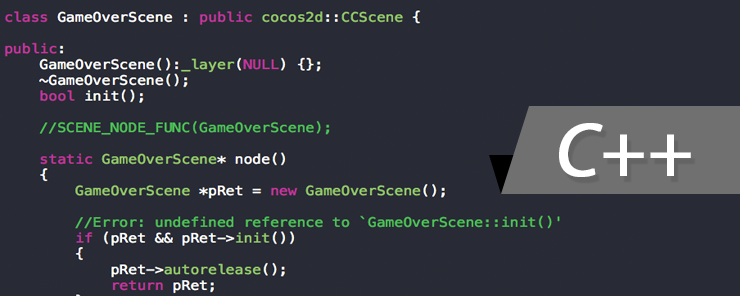 class GameOverScene : public cocos2d::CCScene {
public:
GameOverScene():_layer(NULL) {};
~GameOverScene();
bool init();
//SCENE_NODE_FUNC(GameOverScene);
static GameOverScene* node()
{
GameOverScene *pRet = new GameOverScene();
//Error: undefined reference to `GameOverScene::init()'
if (pRet && pRet->init())
{
pRet->autorelease();
return pRet;
C++